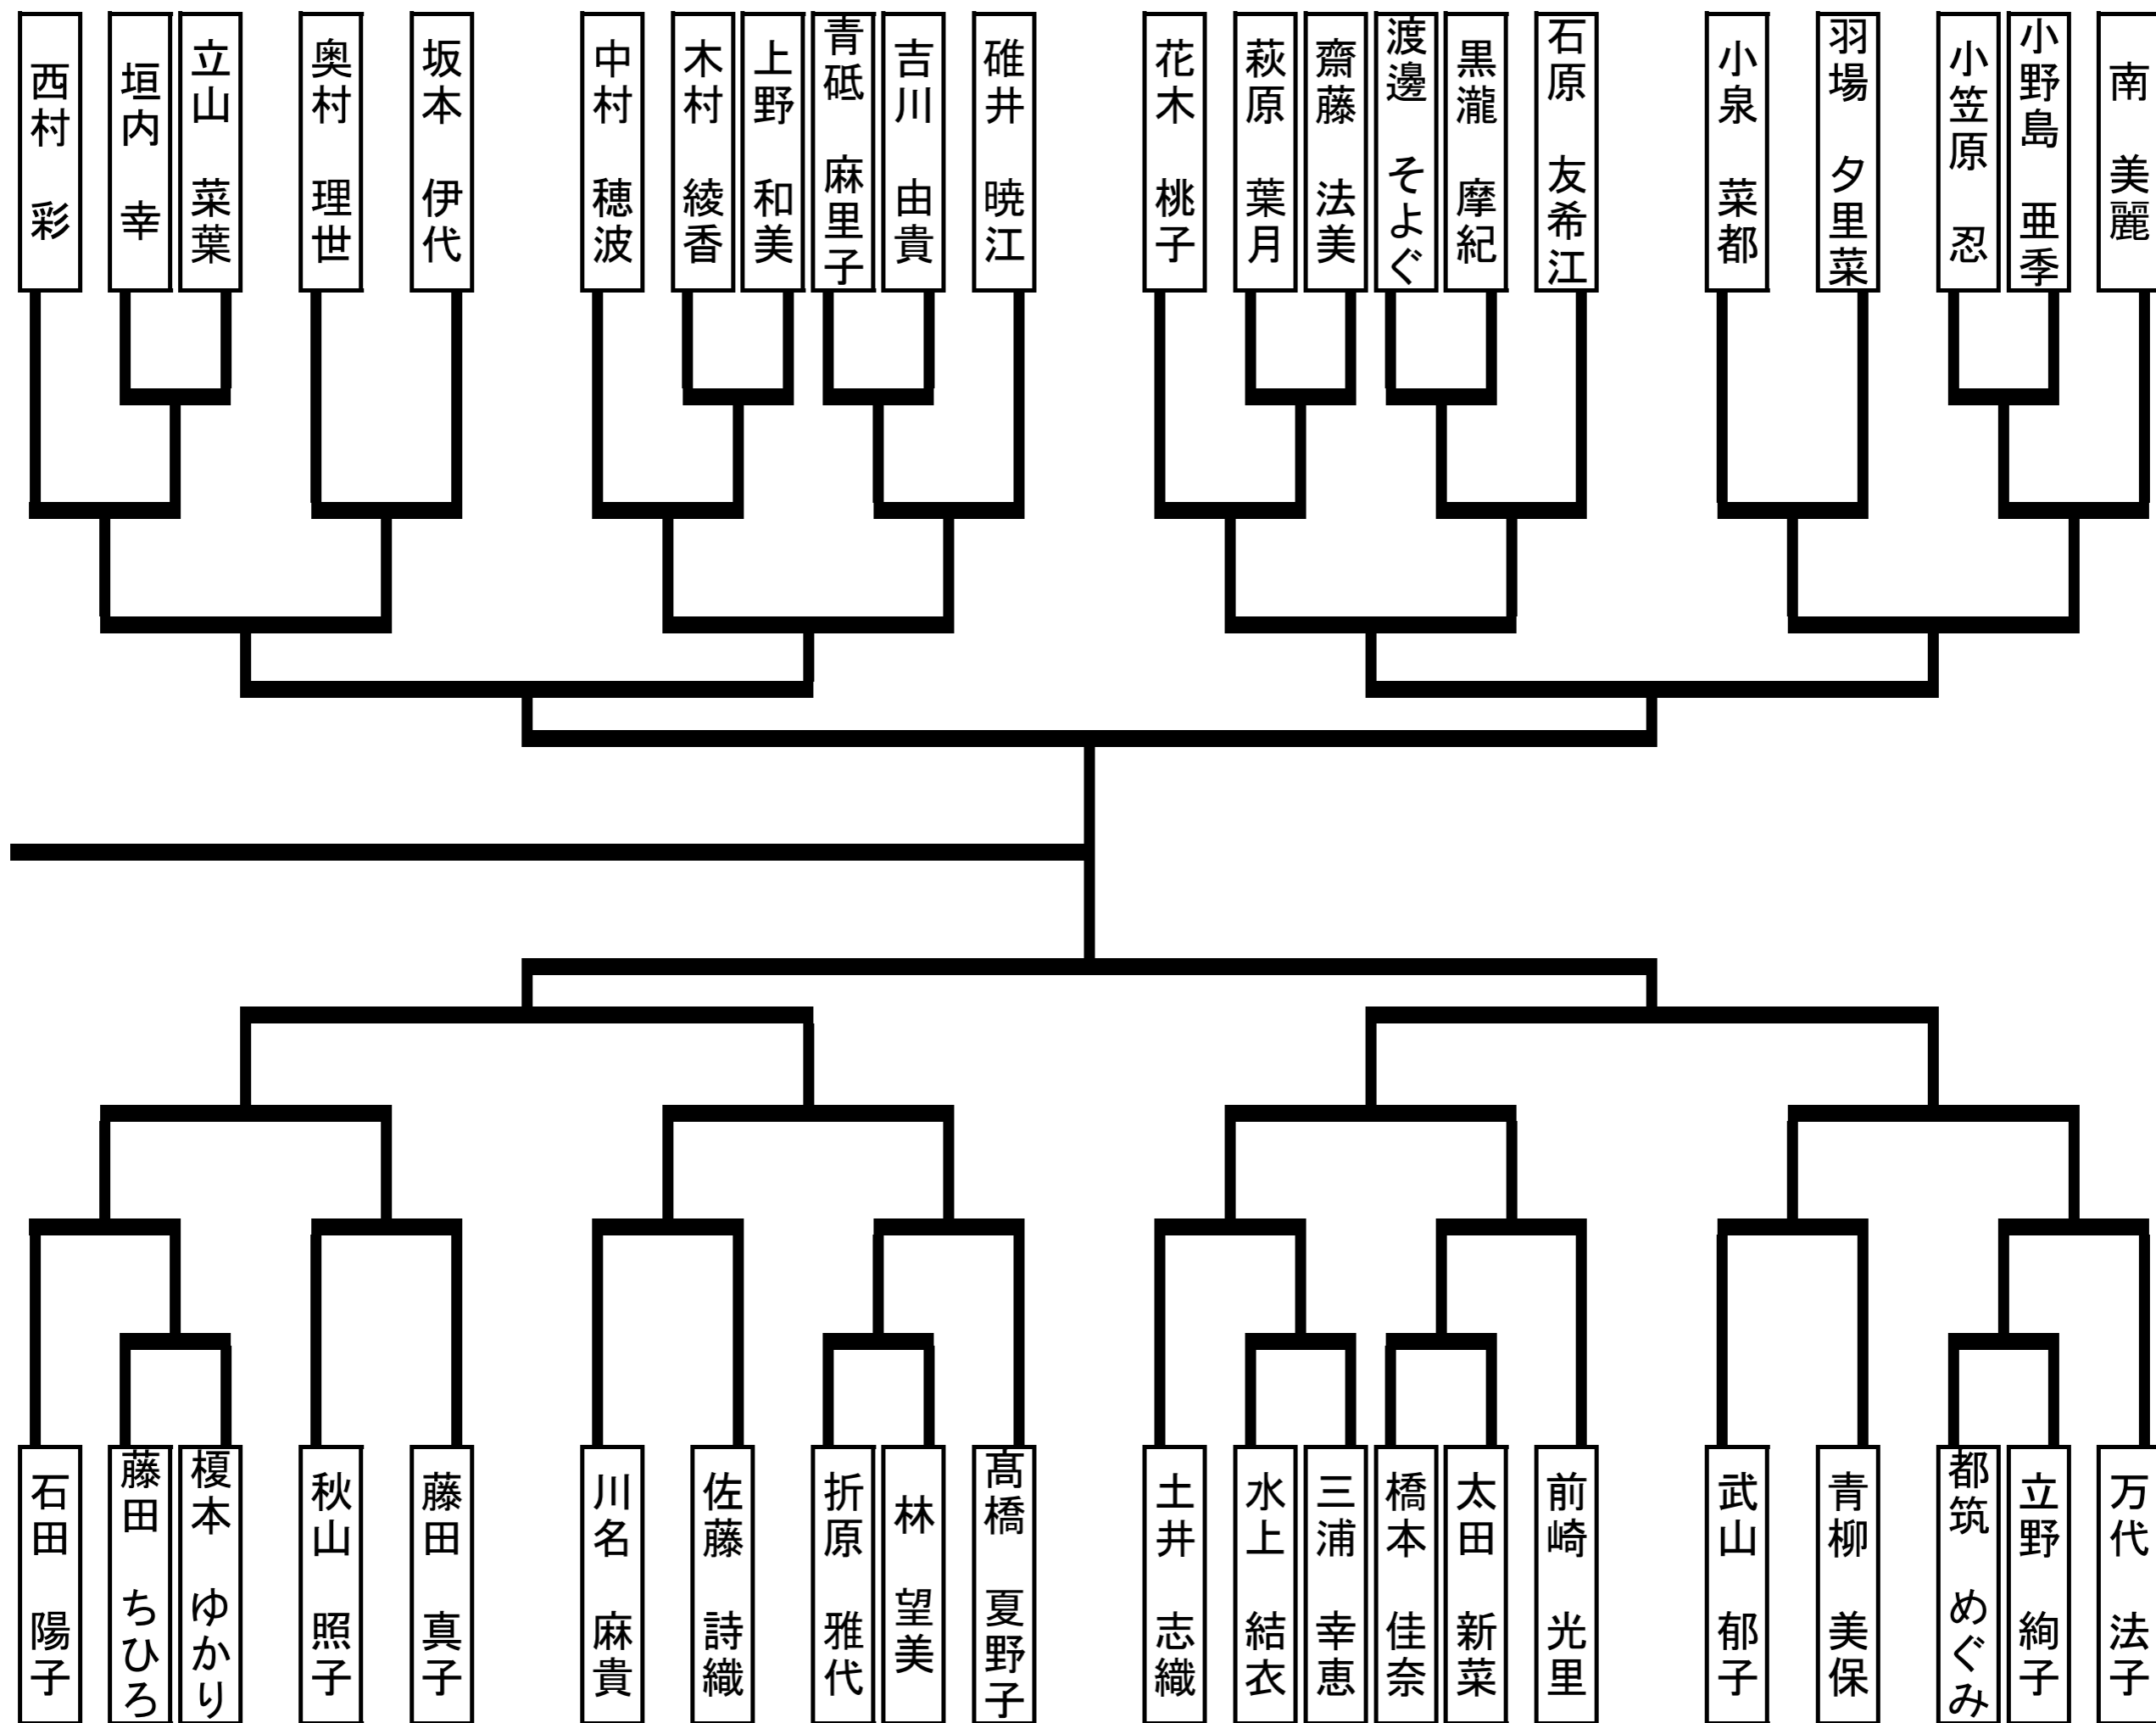 西村 彩
垣内 幸
立山 菜葉
奥村 理世
坂本 伊代
中村 穂波
木村 綾香
上野 和美
青砥 麻里子
吉川 由貴
碓井 暁江
花木 桃子
萩原 葉月
齋藤 法美
渡邊 そよぐ
黒瀧 摩紀
石原 友希江
小泉 菜都
羽場 夕里菜
小笠原 忍
小野島 亜季
南 美麗
石田 陽子
藤田 ちひろ
榎本 ゆかり
秋山 照子
藤田 真子
川名 麻貴
佐藤 詩織
折原 雅代
林 望美
髙橋 夏野子
土井 志織
水上 結衣
三浦 幸恵
橋本 佳奈
太田 新菜
前崎 光里
武山 郁子
青柳 美保
都筑 めぐみ
立野 絢子
万代 法子